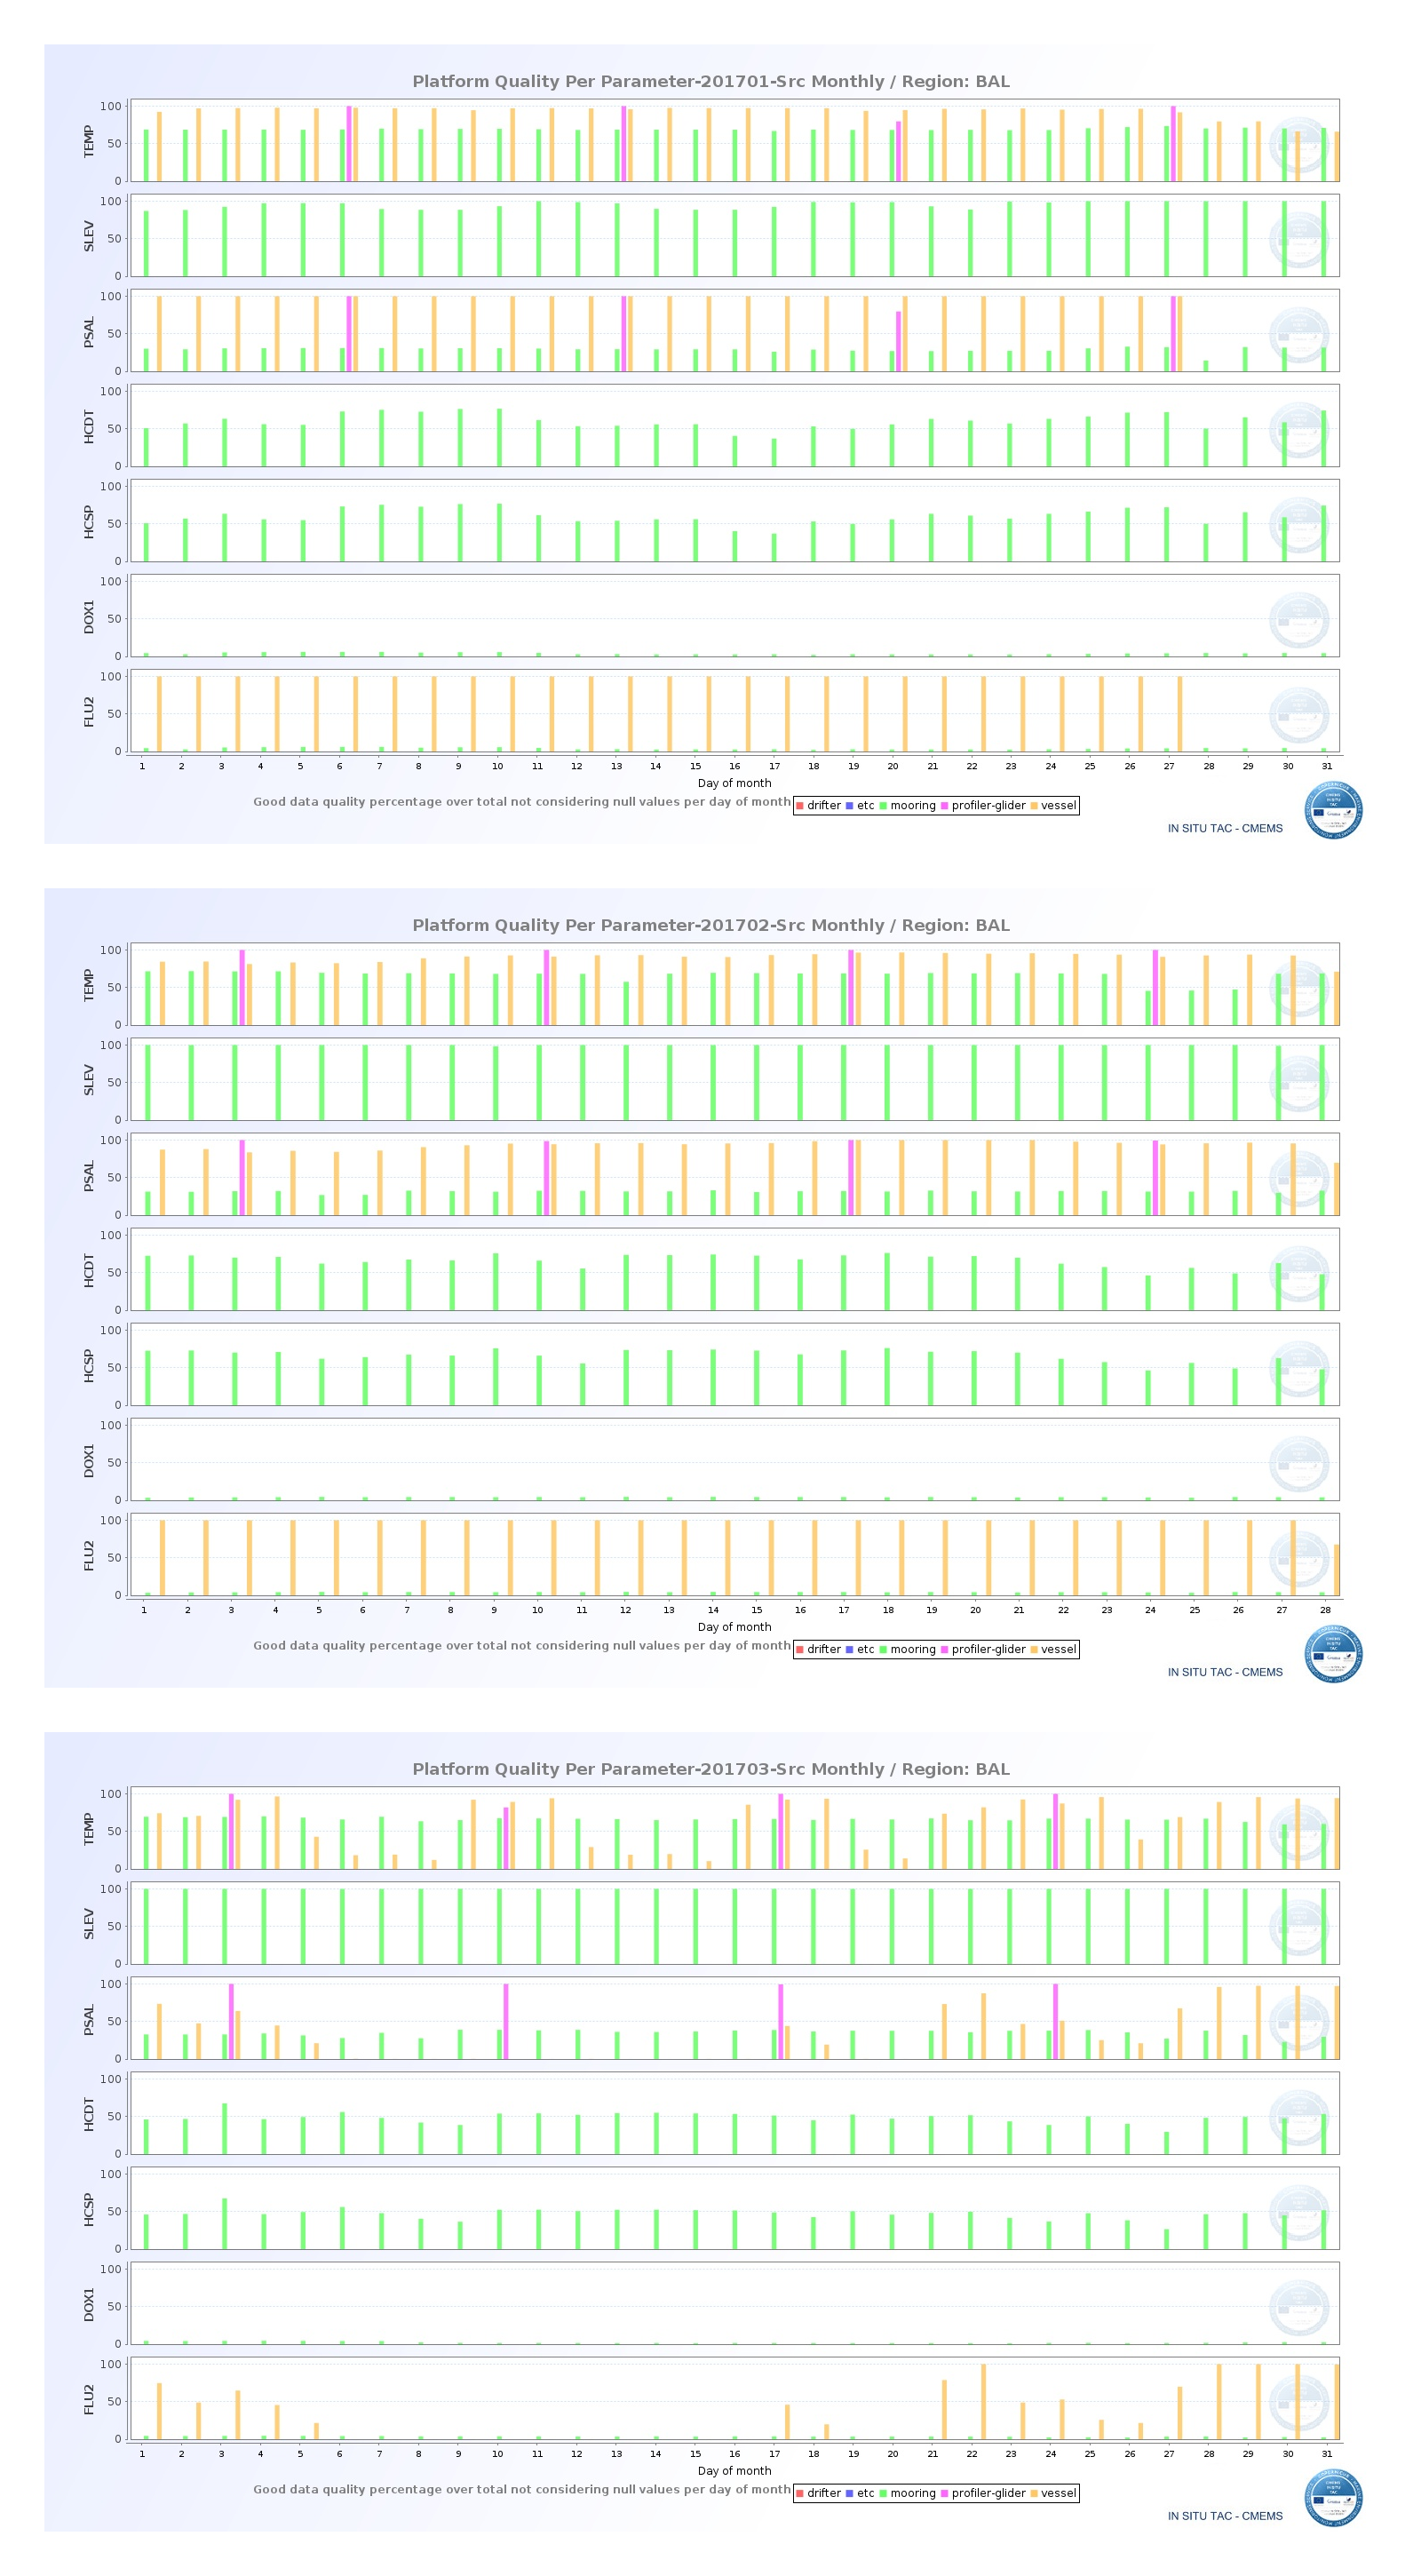 Platform Quality Per Parameter-201701-Src Monthly / Region: BAL
TEMP
100
50
0
SLEV
100
50
0
PSAL
100
50
0
HCDT
100
50
0
HCSP
100
50
0
DOX1
100
50
0
FLU2
100
50
0
1 2 3 4 5 6 7 8 9 10 11 12 13 14 15 16 17 18 19 20 21 22 23 24 25 26 27 28 29 30 31
Day of month
Good data quality percentage over total not considering null values per day of month
drifter etc mooring profiler-glider vessel
IN SITU TAC - CMEMS
Platform Quality Per Parameter-201702-Src Monthly / Region: BAL
TEMP
100
50
0
SLEV
100
50
0
PSAL
100
50
0
HCDT
100
50
0
HCSP
100
50
0
DOX1
100
50
0
FLU2
100
50
0
1 2 3 4 5 6 7 8 9 10 11 12 13 14 15 16 17 18 19 20 21 22 23 24 25 26 27 28
Day of month
Good data quality percentage over total not considering null values per day of month
drifter etc mooring profiler-glider vessel
IN SITU TAC - CMEMS
Platform Quality Per Parameter-201703-Src Monthly / Region: BAL
TEMP
100
50
0
SLEV
100
50
0
PSAL
100
50
0
HCDT
100
50
0
HCSP
100
50
0
DOX1
100
50
0
FLU2
100
50
0
1 2 3 4 5 6 7 8 9 10 11 12 13 14 15 16 17 18 19 20 21 22 23 24 25 26 27 28 29 30 31
Day of month
Good data quality percentage over total not considering null values per day of month
drifter etc mooring profiler-glider vessel
IN SITU TAC - CMEMS